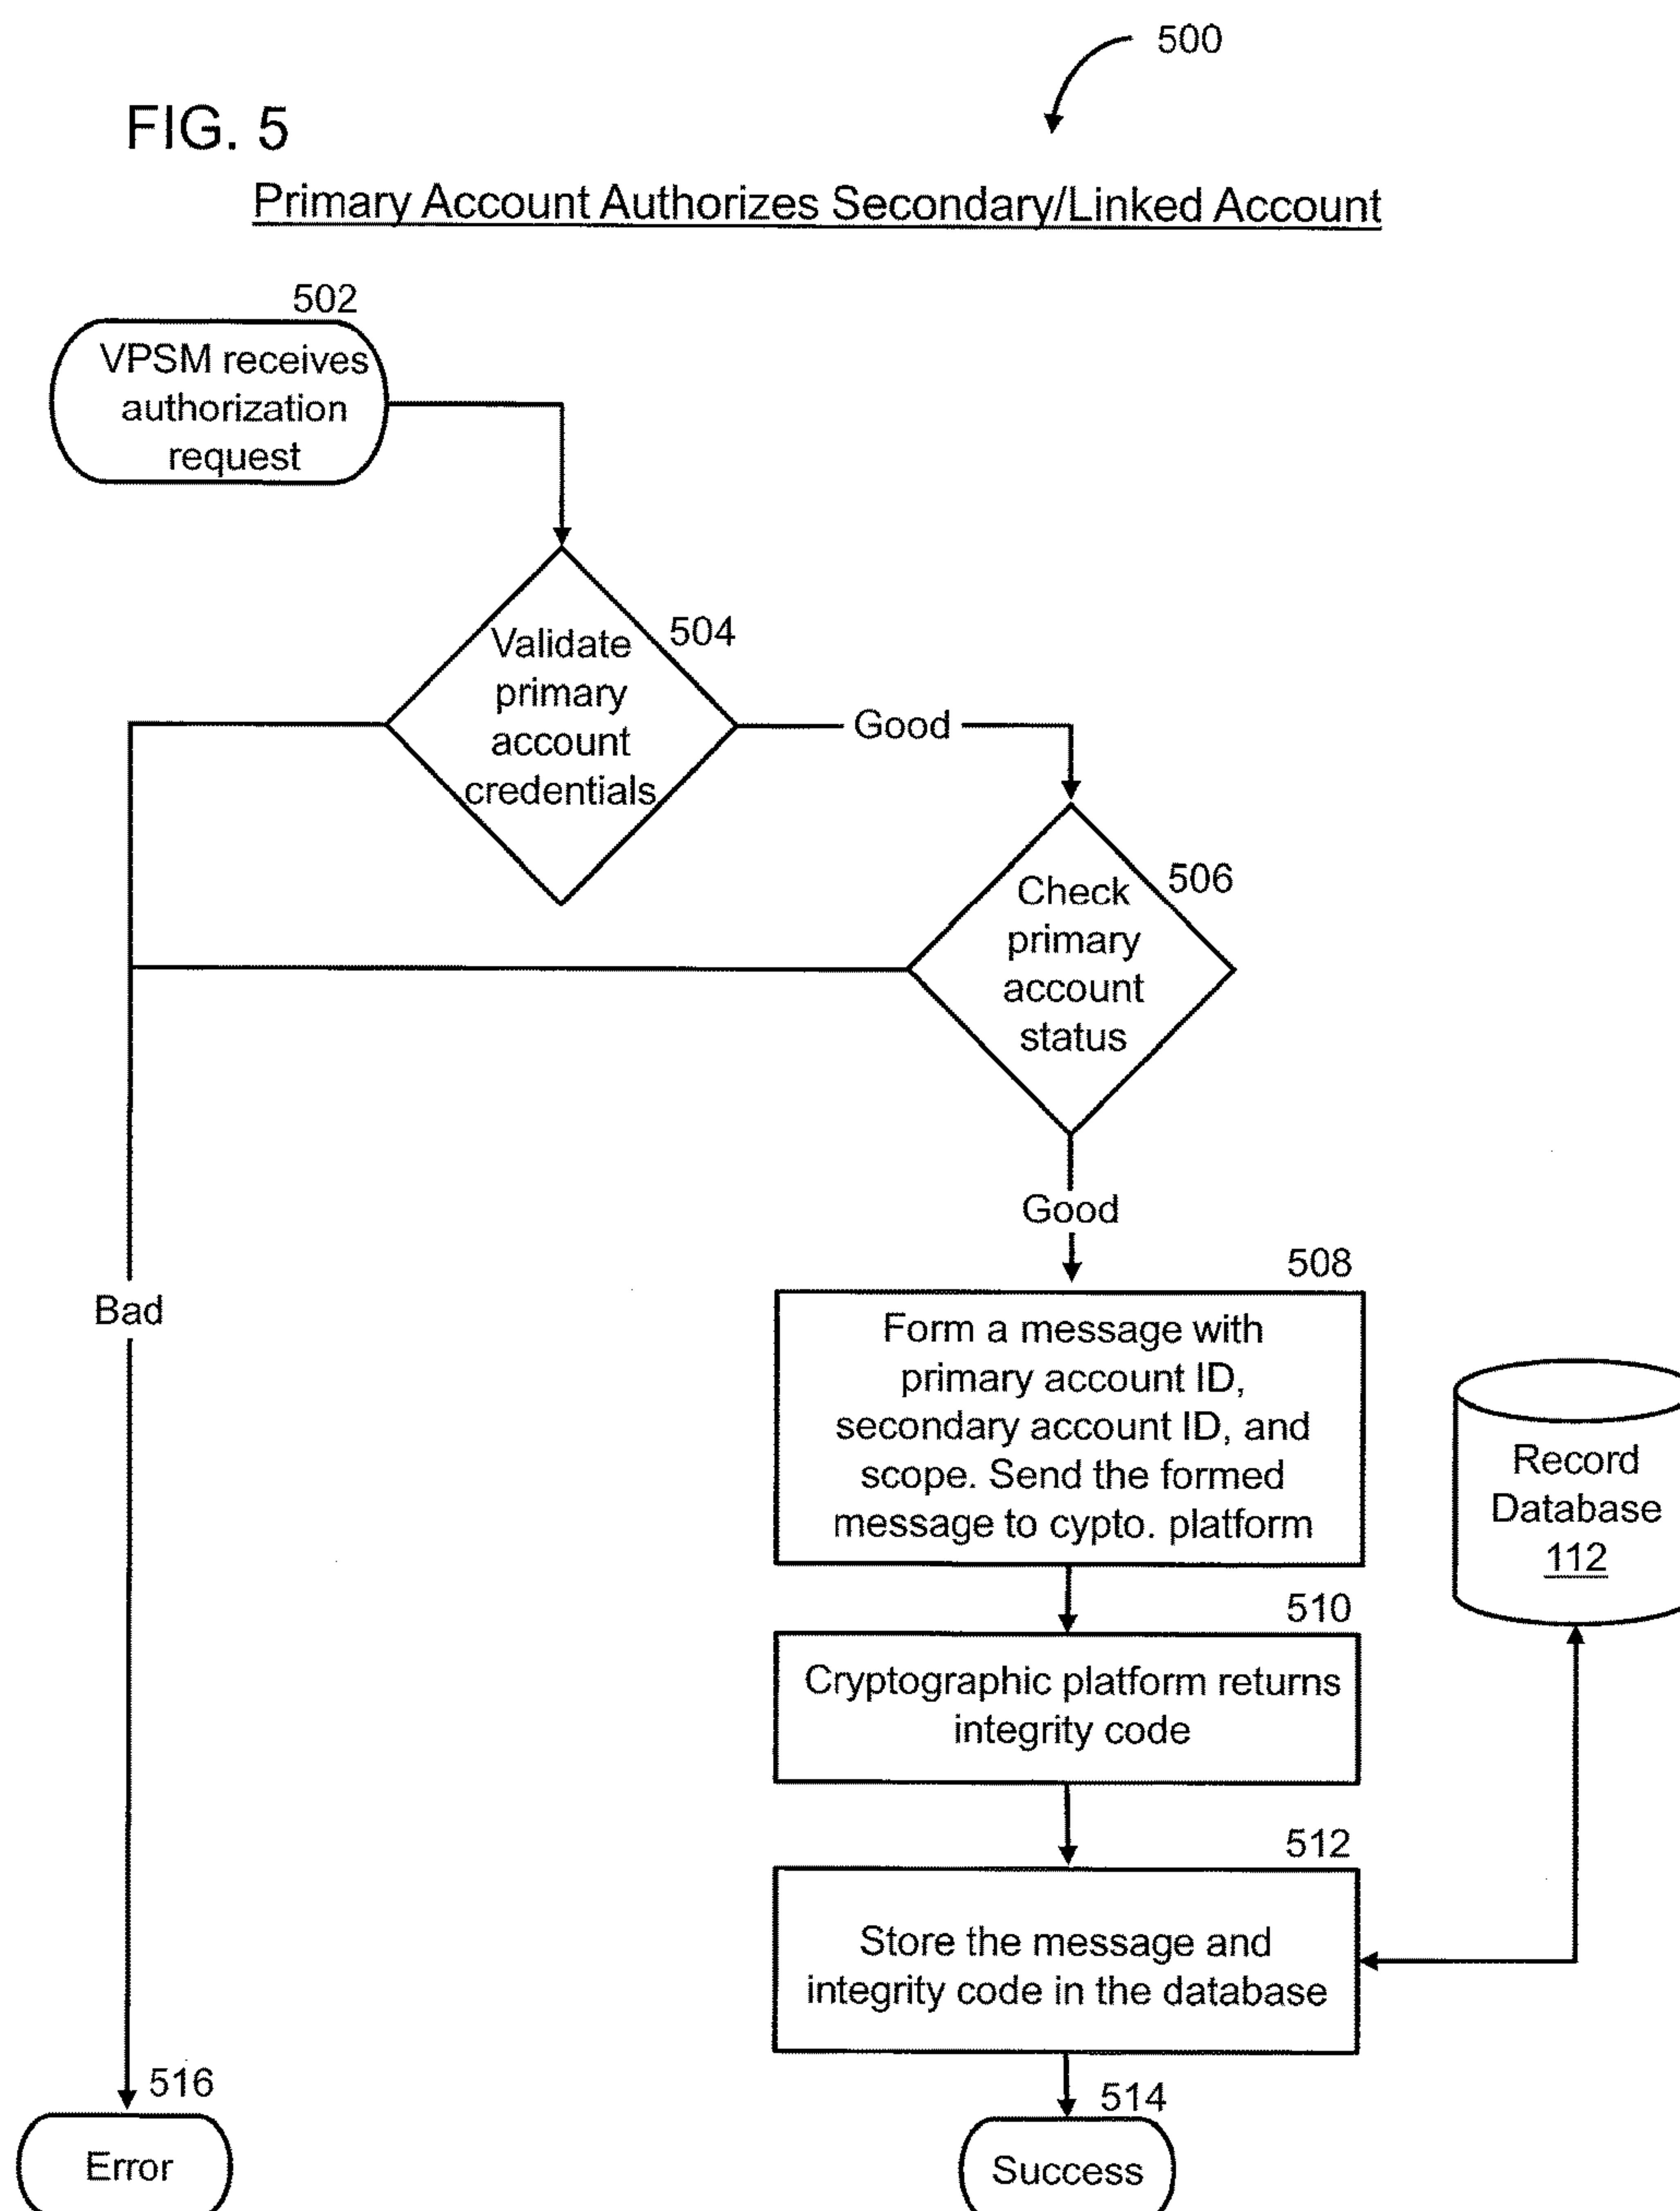 500
FIG. 5
Primary Account Authorizes Secondary/Linked Account
502
VPSM receives
authorization
request
504
Validate
primary
account
credentials
Good
506
Check
primary
account
status
Good
Bad
508
Form a message with
primary account ID,
secondary account ID, and
scope. Send the formed
message to cypto. platform
Record
Database
112
510
Cryptographic platform returns
integrity code
512
Store the message and
integrity code in the database
516
Error
514
Success